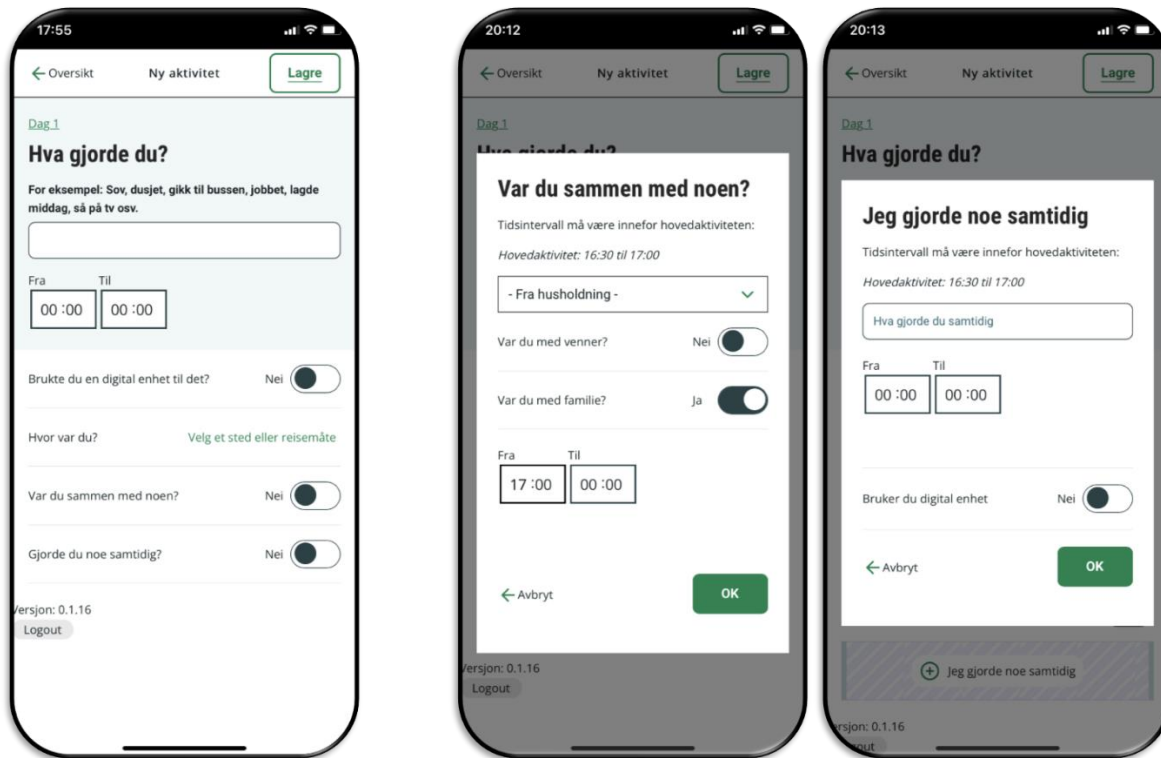 17:55
Oversikt
Ny aktivitet
Lagre
Dag 1
Hva gjorde du?
For eksempel: Sov, dusjet, gikk til bussen, jobbet, lagde
middag, så på tv osv.
Fra Til
00:00 00:00
Brukte du en digital enhet til det? Nei
Hvor var du? Velg et sted eller reisemåte
Var du sammen med noen? Nei
Gjorde du noe samtidig? Nei
Versjon: 0.1.16
Logout
20:12
Oversikt
Ny aktivitet
Lagre
Dag 1
Hva gjorde du?
Var du sammen med noen?
Tidsintervall må være innefor hovedaktiviteten:
Hovedaktivitet: 16:30 til 17:00
- Fra husholdning -
Var du med venner? Nei
Var du med familie? Ja
Fra Til
17:00 00:00
Avbryt
OK
Versjon: 0.1.16
Logout
20:13
Oversikt
Ny aktivitet
Lagre
Dag 1
Hva gjorde du?
Jeg gjorde noe samtidig
Tidsintervall må være innefor hovedaktiviteten:
Hovedaktivitet: 16:30 til 17:00
Hva gjorde du samtidig
Fra Til
00:00 00:00
Bruker du digital enhet Nei
Avbryt
OK
Jeg gjorde noe samtidig
rsjon: 0.1.16